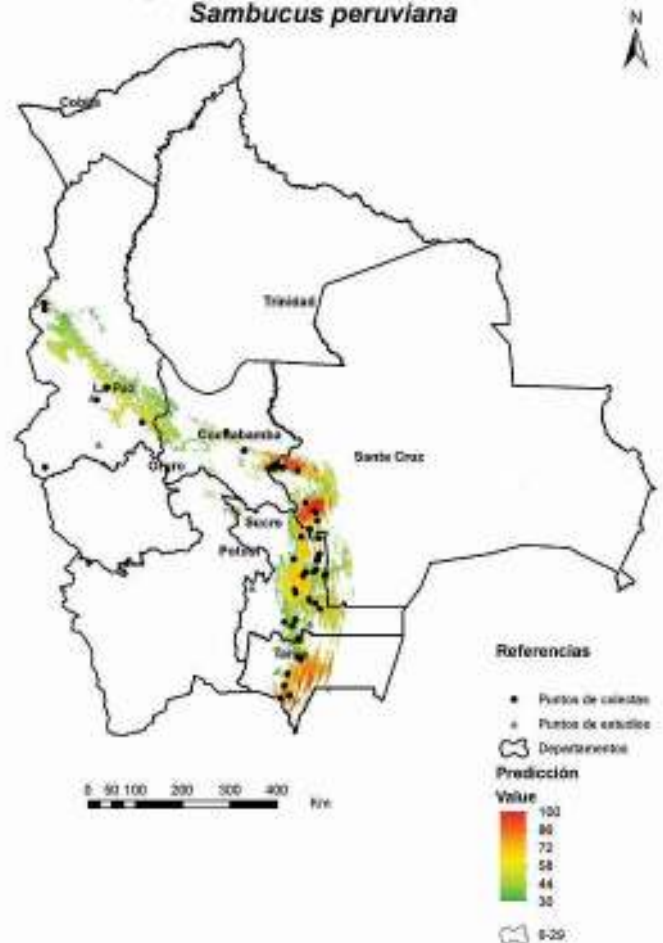 Sambucus peruviana
N
Cobija
Trinidad
La Paz
Cochabamba
Santa Cruz
Oruro
Sucre
Potosí
Referencias
Puntos de colectas
Puntos de estudios
Departamentos
Predicción
Value
100
86
72
58
44
30
0-29
0 50 100 200 300 400
Km